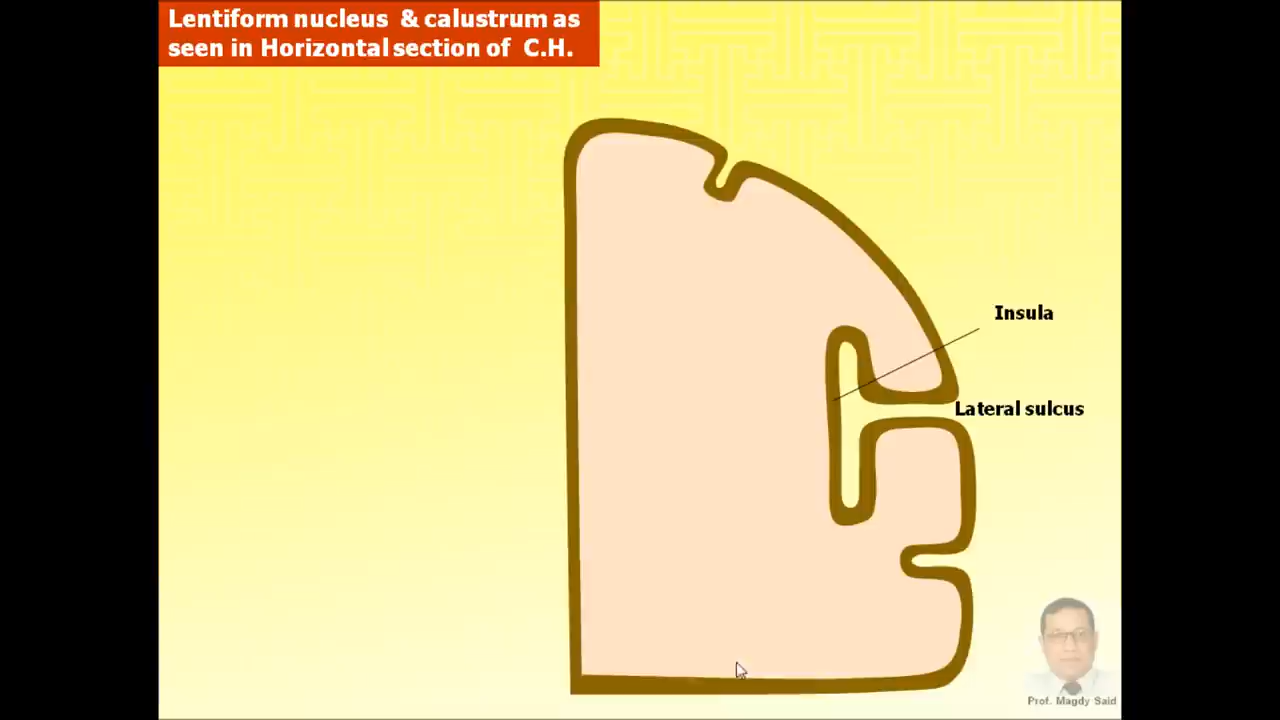 Lentiform nucleus & calustrum as
seen in Horizontal section of C.H.
Insula
Lateral sulcus
Prof. Magdy Said